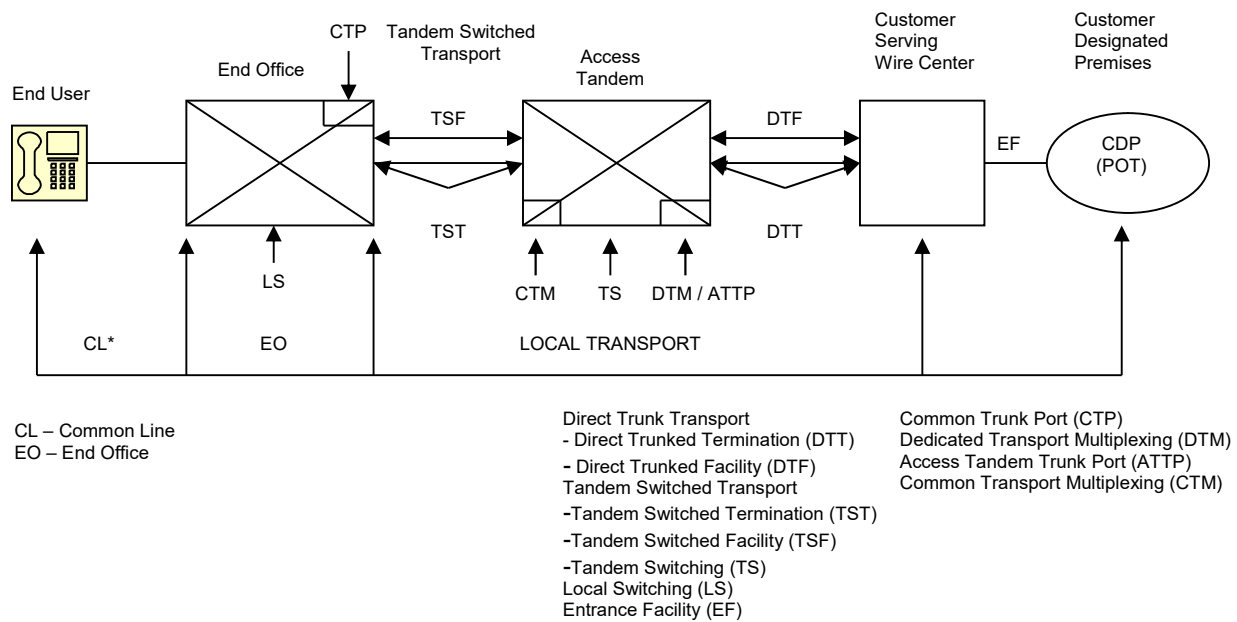 CTP
Tandem Switched
Transport
Customer
Serving
Wire Center
Customer
Designated
Premises
End Office
Access
Tandem
End User
TSF
DTF
EF
CDP
(POT)
TST
DTT
LS
CTM
TS
DTM / ATTP
CL*
EO
LOCAL TRANSPORT
CL – Common Line
EO – End Office
Direct Trunk Transport
- Direct Trunked Termination (DTT)
- Direct Trunked Facility (DTF)
Tandem Switched Transport
-Tandem Switched Termination (TST)
-Tandem Switched Facility (TSF)
-Tandem Switching (TS)
Local Switching (LS)
Entrance Facility (EF)
Common Trunk Port (CTP)
Dedicated Transport Multiplexing (DTM)
Access Tandem Trunk Port (ATTP)
Common Transport Multiplexing (CTM)